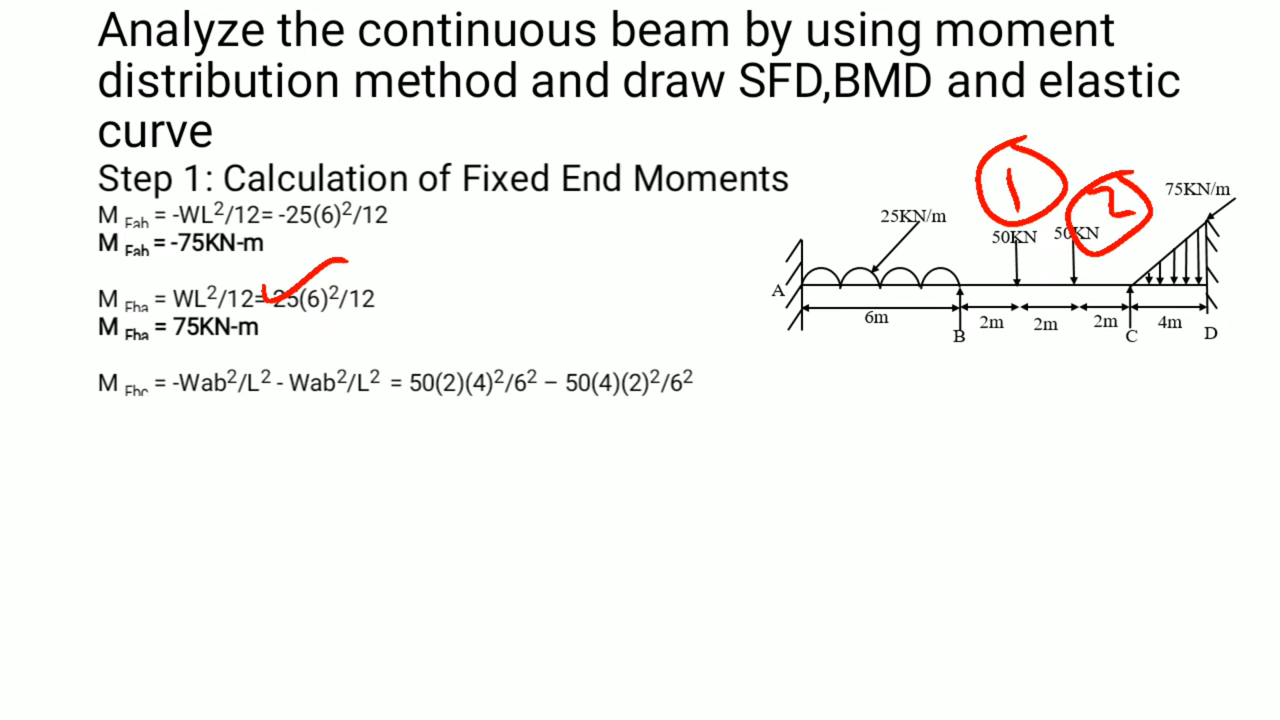 Analyze the continuous beam by using moment
distribution method and draw SFD,BMD and elastic
curve
Step 1: Calculation of Fixed End Moments
M Fab = -WL²/12= -25(6)²/12
M Fab = -75KN-m
M Fba = WL²/12= 25(6)²/12
M Fba = 75KN-m
M Fbc = -Wab²/L² - Wab²/L² = 50(2)(4)²/6² – 50(4)(2)²/6²
1
2
75KN/m
25KN/m
50KN 50KN
A
6m 2m 2m 2m 4m
B C D